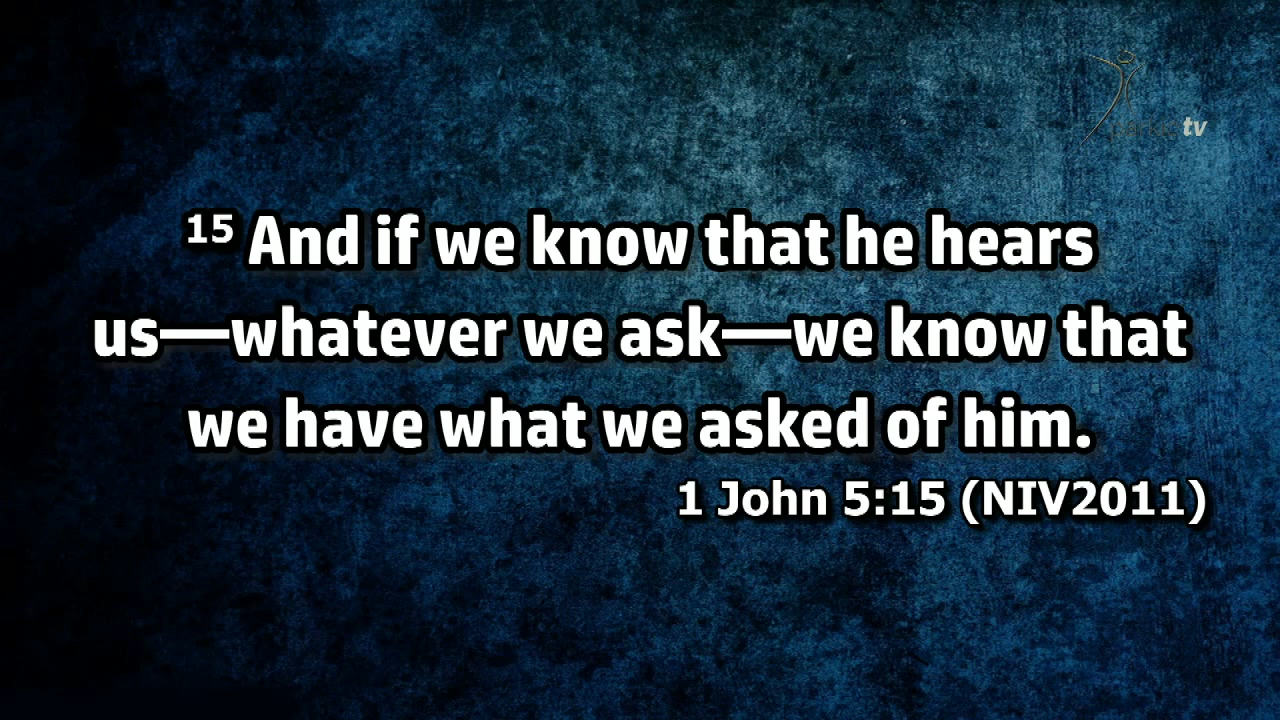 tv
15 And if we know that he hears
us—whatever we ask—we know that
we have what we asked of him.
1 John 5:15 (NIV2011)